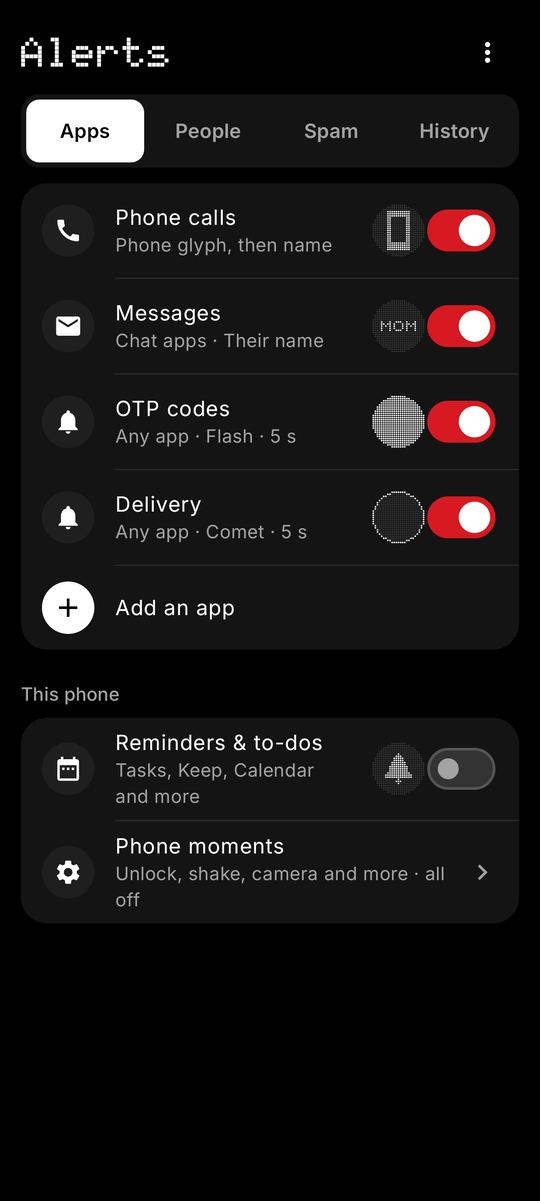 Alerts
Apps
People
Spam
History
Phone calls
Phone glyph, then name
Messages
Chat apps · Their name
MOM
OTP codes
Any app · Flash · 5 s
Delivery
Any app · Comet · 5 s
Add an app
This phone
Reminders & to-dos
Tasks, Keep, Calendar
and more
Phone moments
Unlock, shake, camera and more · all
off